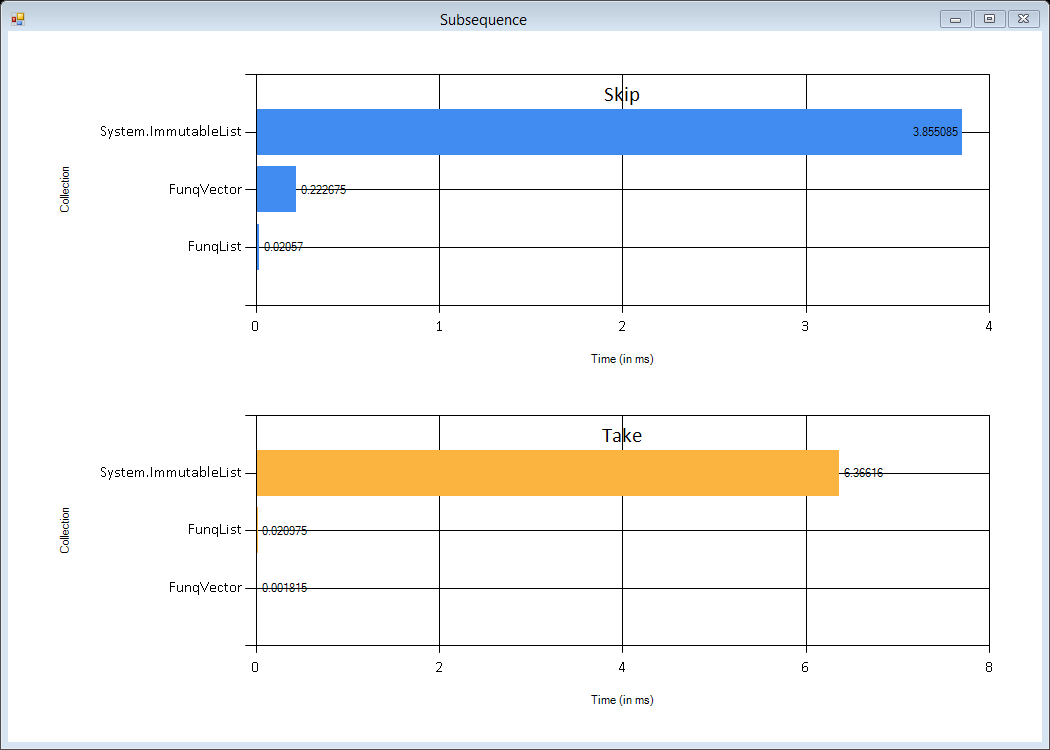 Subsequence
Skip
System.ImmutableList
3.855085
FunqVector
0.222675
FunqList
0.02057
Collection
0 1 2 3 4
Time (in ms)
Take
System.ImmutableList
6.36616
FunqList
0.020975
FunqVector
0.001815
Collection
0 2 4 6 8
Time (in ms)